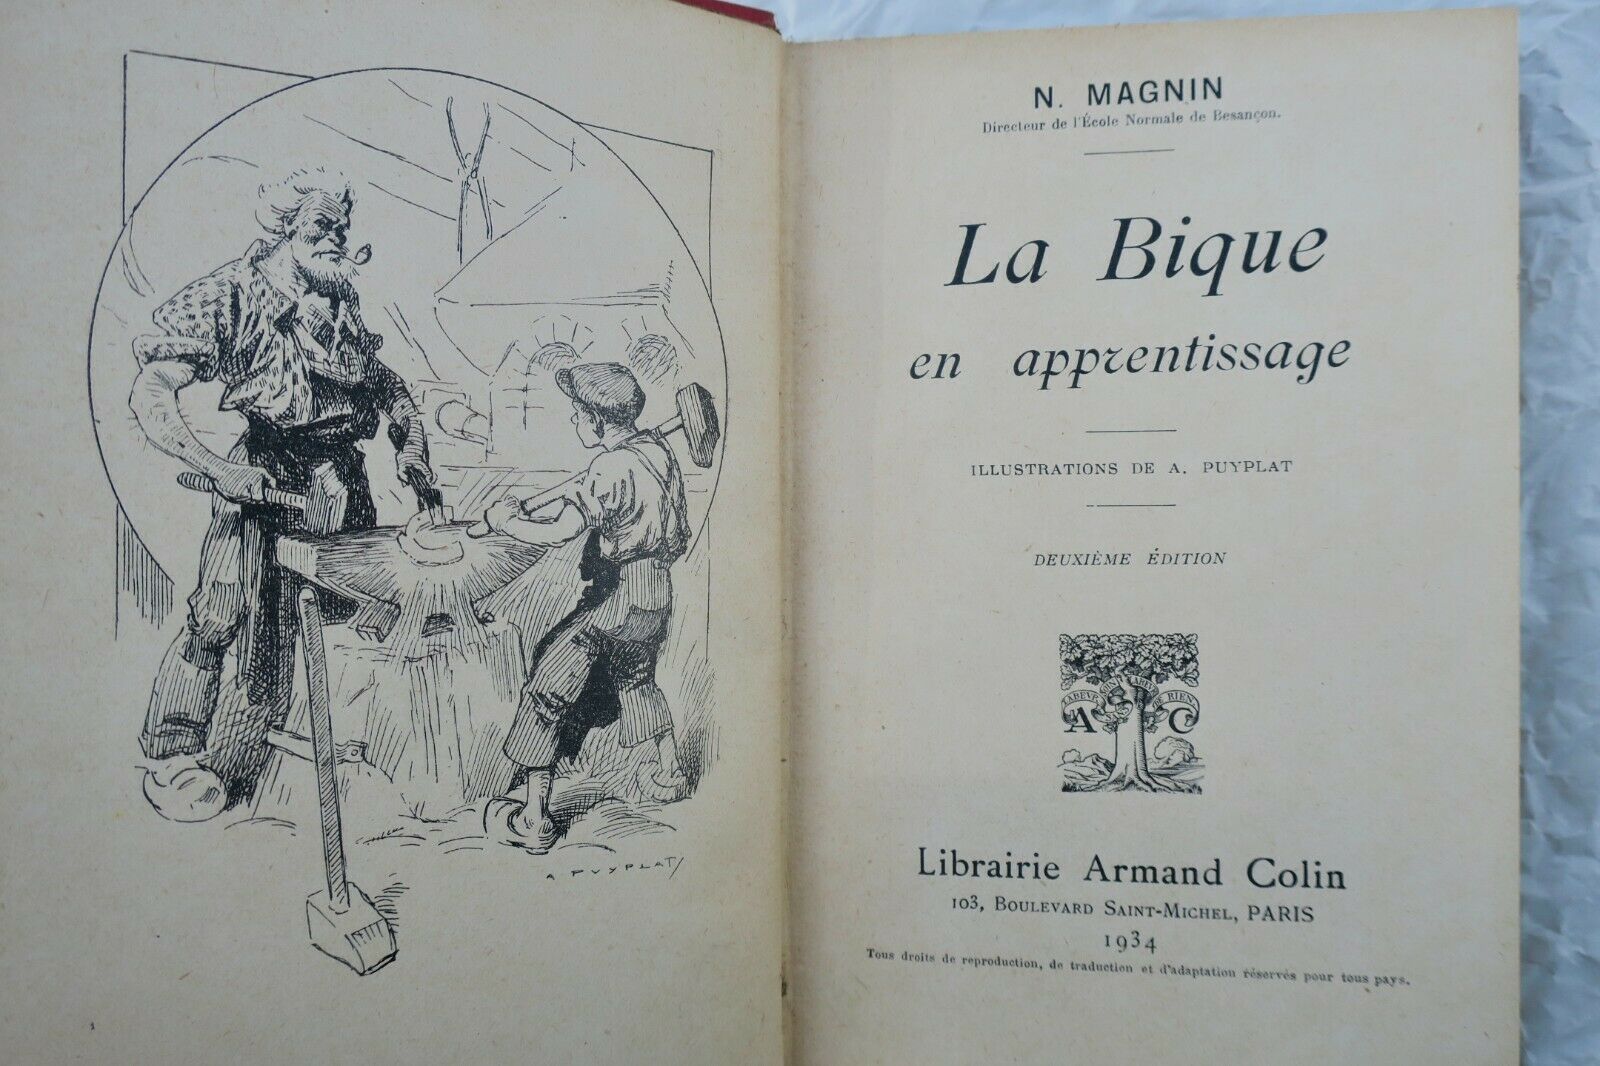 A PUYPLAT
N. MAGNIN
Directeur de l'École Normale de Besançon.
La Bique
en apprentissage
ILLUSTRATIONS DE A. PUYPLAT
DEUXIÈME ÉDITION
A C
RIEN
Librairie Armand Colin
103, BOULEVARD SAINT-MICHEL, PARIS
1934
Tous droits de reproduction, de traduction et d'adaptation réservés pour tous pays.